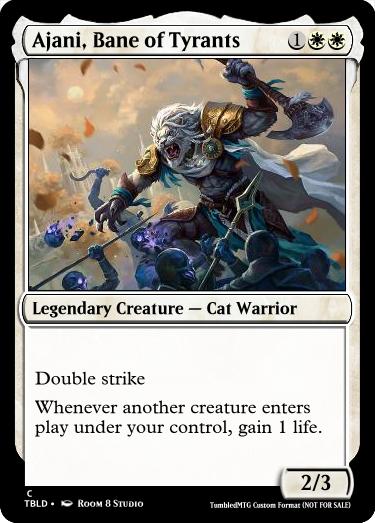 Ajani, Bane of Tyrants 1
Legendary Creature — Cat Warrior
Double strike
Whenever another creature enters
play under your control, gain 1 life.
2/3
C
TBLD • Room 8 Studio
TumbledMTG Custom Format (NOT FOR SALE)